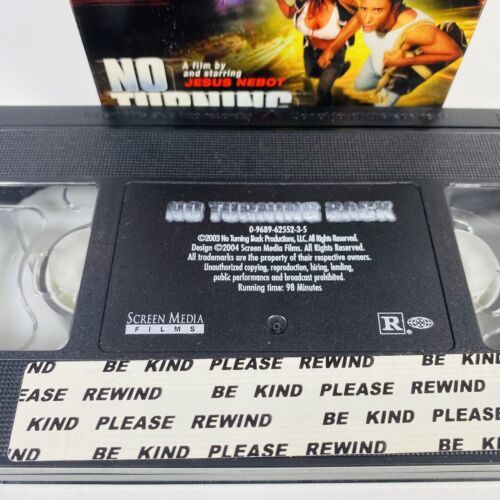 NO
TURNING
A film by
and starring
JESUS NEBOT
NO TURNING BACK
0-9689-62552-3-5
©2003 No Turning Back Productions, LLC. All Rights Reserved.
Design ©2004 Screen Media Films. All Rights Reserved.
All trademarks are the property of their respective owners.
Unauthorized copying, reproduction, hiring, lending,
public performance and broadcast prohibited.
Running time: 98 Minutes
SCREEN MEDIA
FILMS
R
®
IND BE KIND PLEASE REWIND BE KIND PLEASE
EASE REWIND BE KIND PLEASE REWIND
KIND PLEASE REWIND BE KIND PLEASE REW
ND BE KIND PLEASE REWIND BE KIND